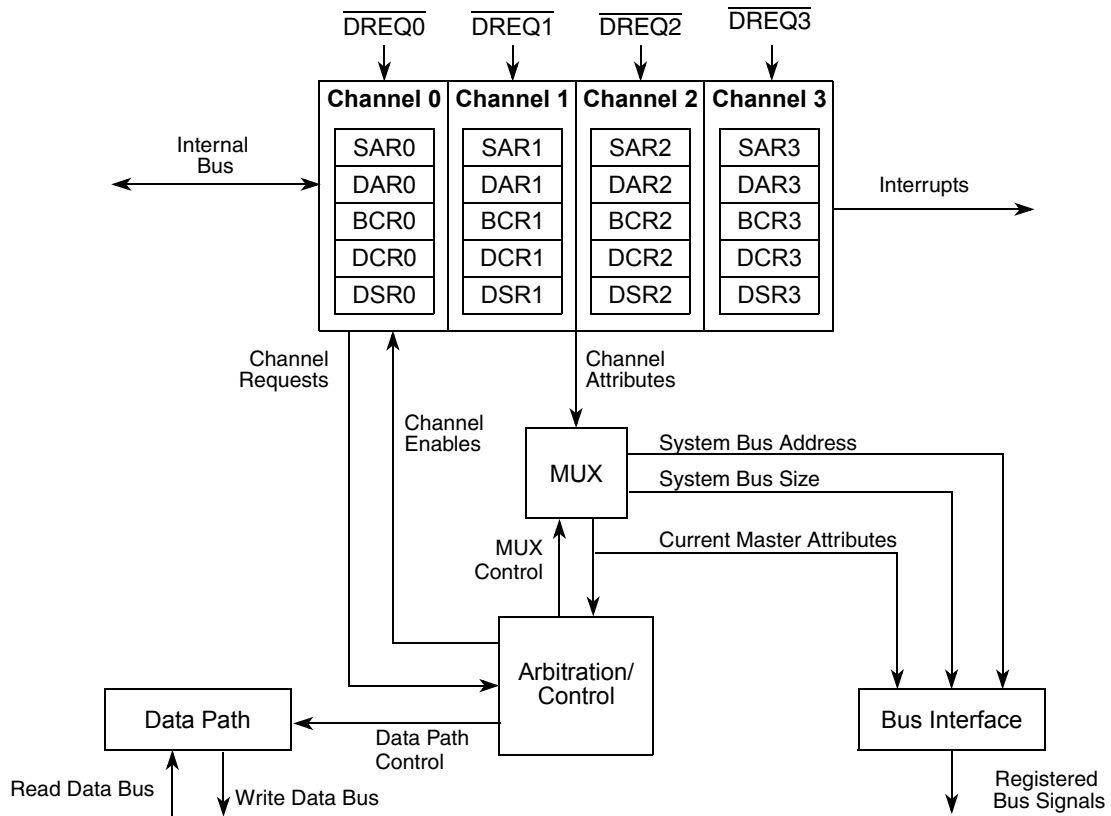 DREQ0
DREQ1
DREQ2
DREQ3
Channel 0
Channel 1
Channel 2
Channel 3
SAR0
SAR1
SAR2
SAR3
DAR0
DAR1
DAR2
DAR3
BCR0
BCR1
BCR2
BCR3
DCR0
DCR1
DCR2
DCR3
DSR0
DSR1
DSR2
DSR3
Internal
Bus
Interrupts
Channel
Requests
Channel
Enables
Channel
Attributes
MUX
System Bus Address
System Bus Size
Current Master Attributes
MUX
Control
Arbitration/
Control
Data Path
Data Path
Control
Bus Interface
Read Data Bus
Write Data Bus
Registered
Bus Signals